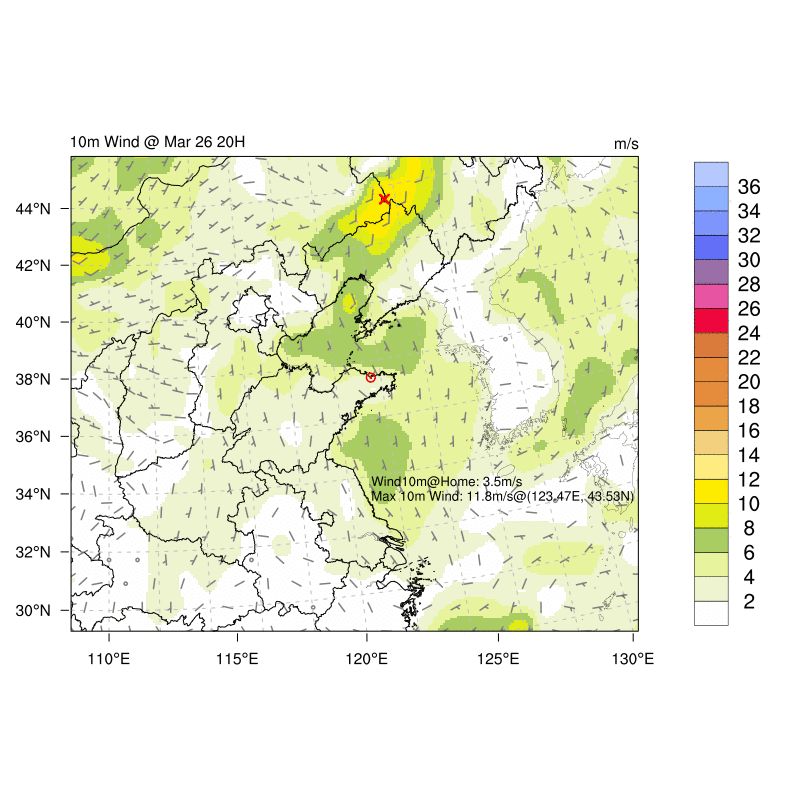 10m Wind @ Mar 26 20H
m/s
44°N
42°N
40°N
38°N
36°N
34°N
32°N
30°N
110°E
115°E
120°E
125°E
130°E
Wind10m@Home: 3.5m/s
Max 10m Wind: 11.8m/s@(123.47E, 43.53N)
36
34
32
30
28
26
24
22
20
18
16
14
12
10
8
6
4
2